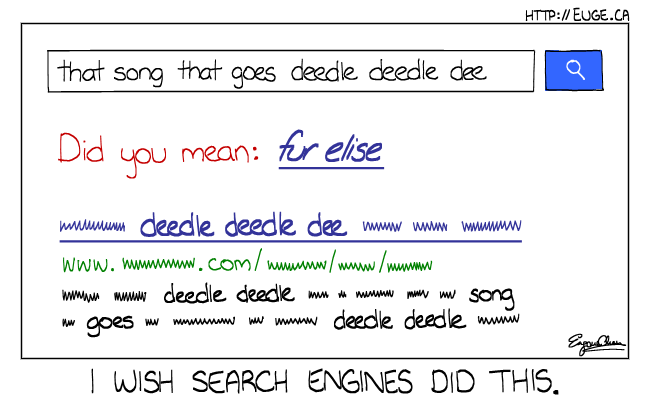 HTTP://EUGE.CA
that song that goes deedle deedle dee
Did you mean: fur elise
deedle deedle dee
www. .com/ / /
deedle deedle song
goes deedle deedle
I WISH SEARCH ENGINES DID THIS.